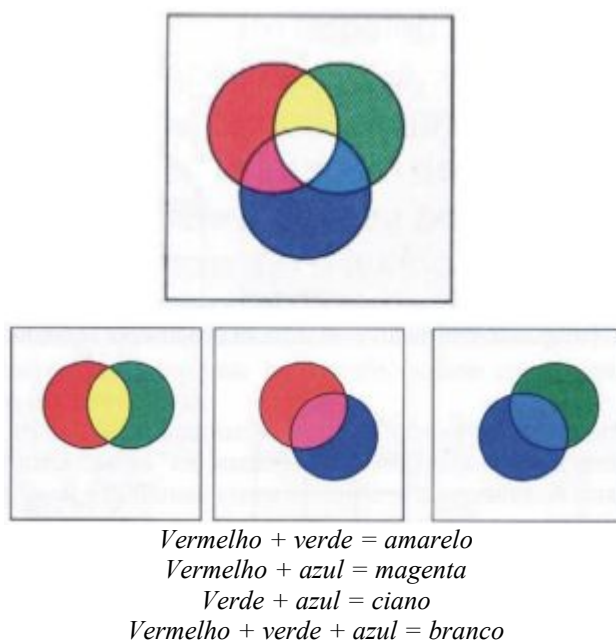 Vermelho + verde = amarelo
Vermelho + azul = magenta
Verde + azul = ciano
Vermelho + verde + azul = branco